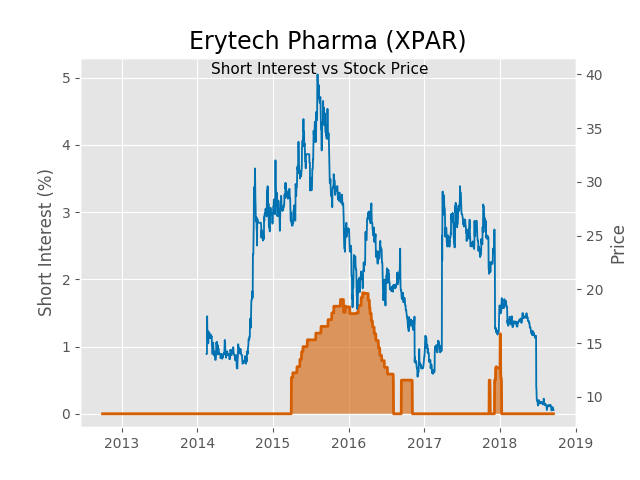 Erytech Pharma (XPAR)
Short Interest vs Stock Price
Short Interest (%)
5
4
3
2
1
0
40
35
30
25
20
15
10
Price
2013 2014 2015 2016 2017 2018 2019